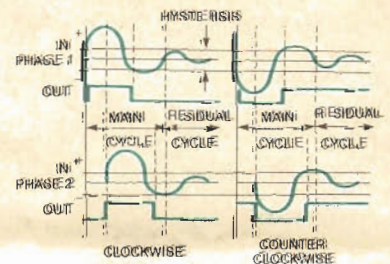 HYSTERISIS
+
IN
PHASE 1
OUT
MAIN RESIDUAL MAIN RESIDUAL
CYCLE CYCLE CYCLE CYCLE
+
IN
PHASE 2
OUT
CLOCKWISE
COUNTER
CLOCKWISE